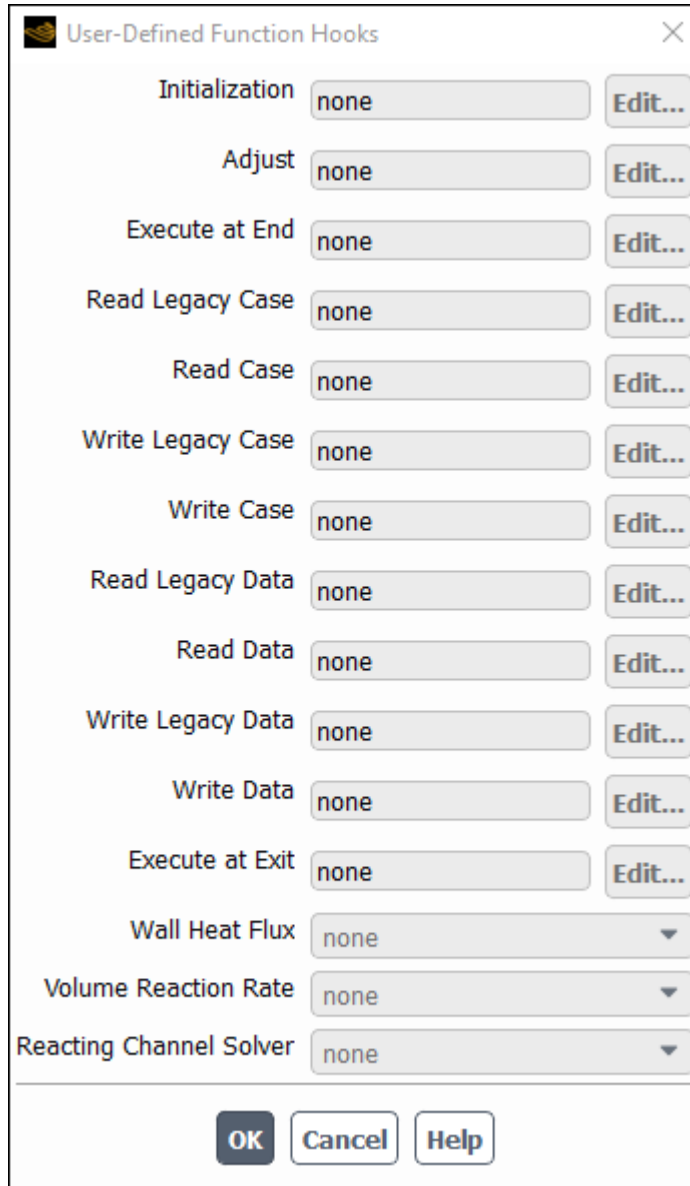 User-Defined Function Hooks
Initialization none Edit...
Adjust none Edit...
Execute at End none Edit...
Read Legacy Case none Edit...
Read Case none Edit...
Write Legacy Case none Edit...
Write Case none Edit...
Read Legacy Data none Edit...
Read Data none Edit...
Write Legacy Data none Edit...
Write Data none Edit...
Execute at Exit none Edit...
Wall Heat Flux none
Volume Reaction Rate none
Reacting Channel Solver none
OK Cancel Help